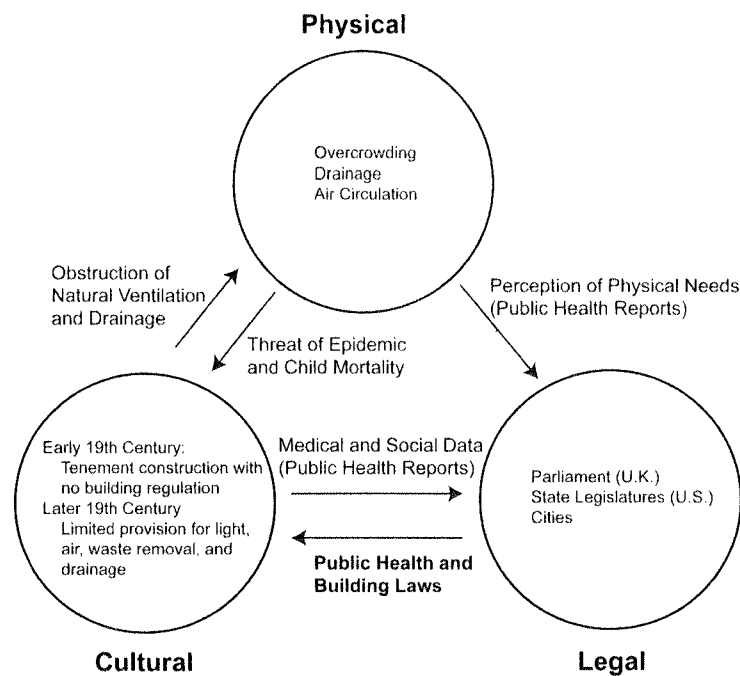 Physical
Overcrowding
Drainage
Air Circulation
Obstruction of
Natural Ventilation
and Drainage
Threat of Epidemic
and Child Mortality
Perception of Physical Needs
(Public Health Reports)
Early 19th Century:
Tenement construction with
no building regulation
Later 19th Century
Limited provision for light,
air, waste removal, and
drainage
Medical and Social Data
(Public Health Reports)
Public Health and
Building Laws
Parliament (U.K.)
State Legislatures (U.S.)
Cities
Cultural
Legal